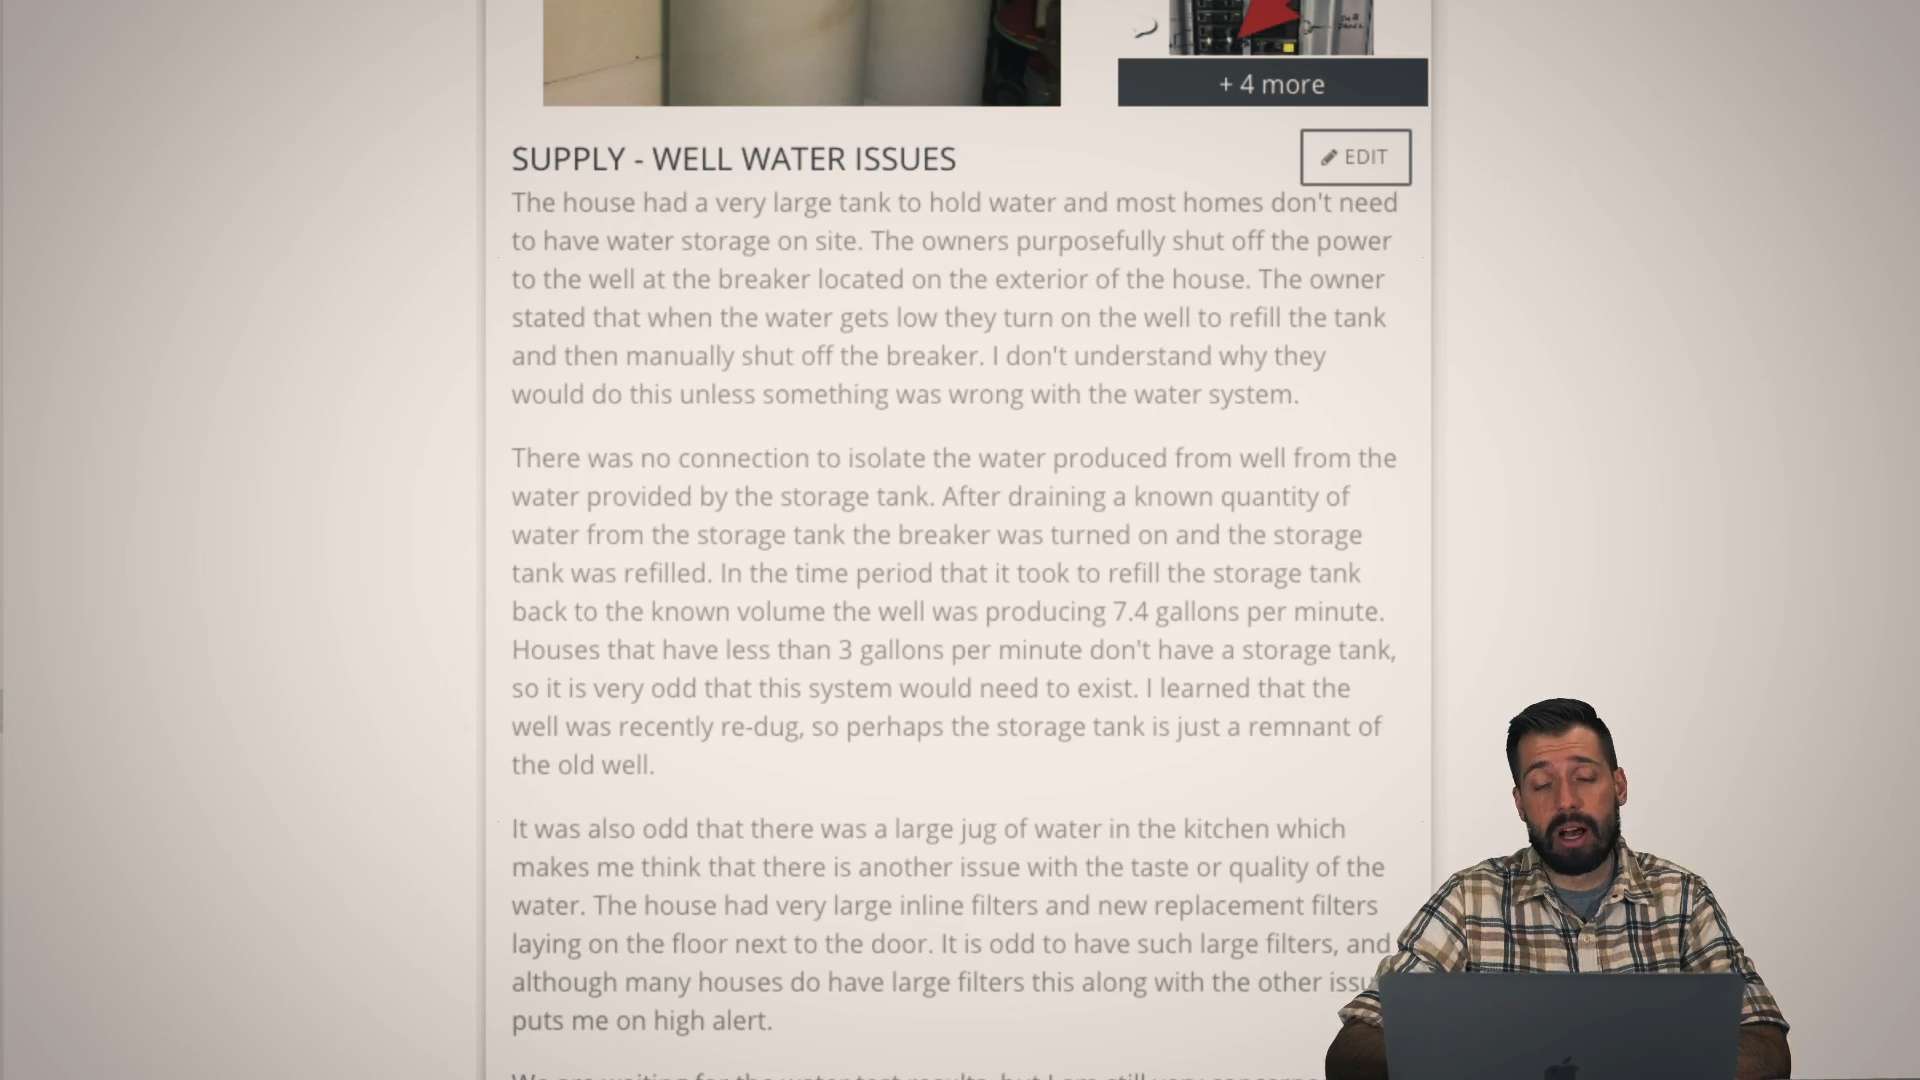 + 4 more
SUPPLY - WELL WATER ISSUES
EDIT
The house had a very large tank to hold water and most homes don't need
to have water storage on site. The owners purposefully shut off the power
to the well at the breaker located on the exterior of the house. The owner
stated that when the water gets low they turn on the well to refill the tank
and then manually shut off the breaker. I don't understand why they
would do this unless something was wrong with the water system.
There was no connection to isolate the water produced from well from the
water provided by the storage tank. After draining a known quantity of
water from the storage tank the breaker was turned on and the storage
tank was refilled. In the time period that it took to refill the storage tank
back to the known volume the well was producing 7.4 gallons per minute.
Houses that have less than 3 gallons per minute don't have a storage tank,
so it is very odd that this system would need to exist. I learned that the
well was recently re-dug, so perhaps the storage tank is just a remnant of
the old well.
It was also odd that there was a large jug of water in the kitchen which
makes me think that there is another issue with the taste or quality of the
water. The house had very large inline filters and new replacement filters
laying on the floor next to the door. It is odd to have such large filters, and
although many houses do have large filters this along with the other issu
puts me on high alert.
We are waiting for the water test results, but I am still very